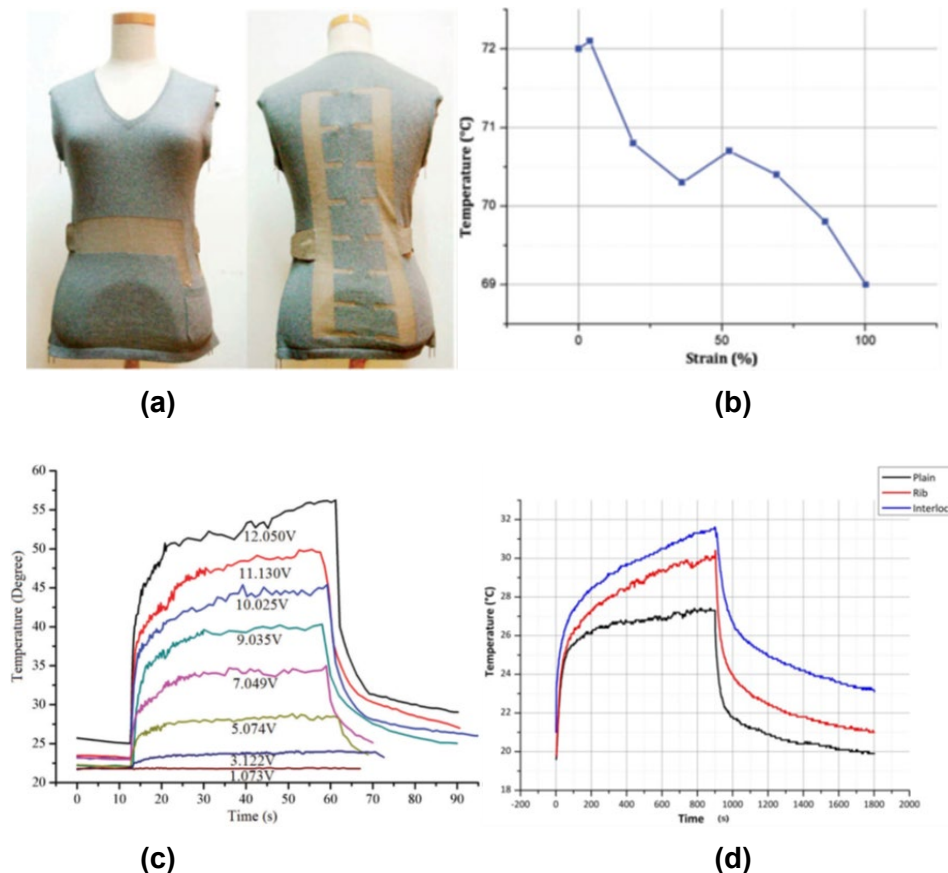 72
71
70
69
Temperature (°C)
0
50
100
Strain (%)
(a)
(b)
60
55
50
45
40
35
30
25
20
Temperature (Degree)
12.050V
11.130V
10.025V
9.035V
7.049V
5.074V
3.122V
1.073V
0
10
20
30
40
50
60
70
80
90
Time (s)
Plain
Rib
Interloc
32
30
28
26
24
22
20
18
Temperature (°C)
-200
0
200
400
600
800
1000
1200
1400
1600
1800
2000
Time (s)
(c)
(d)